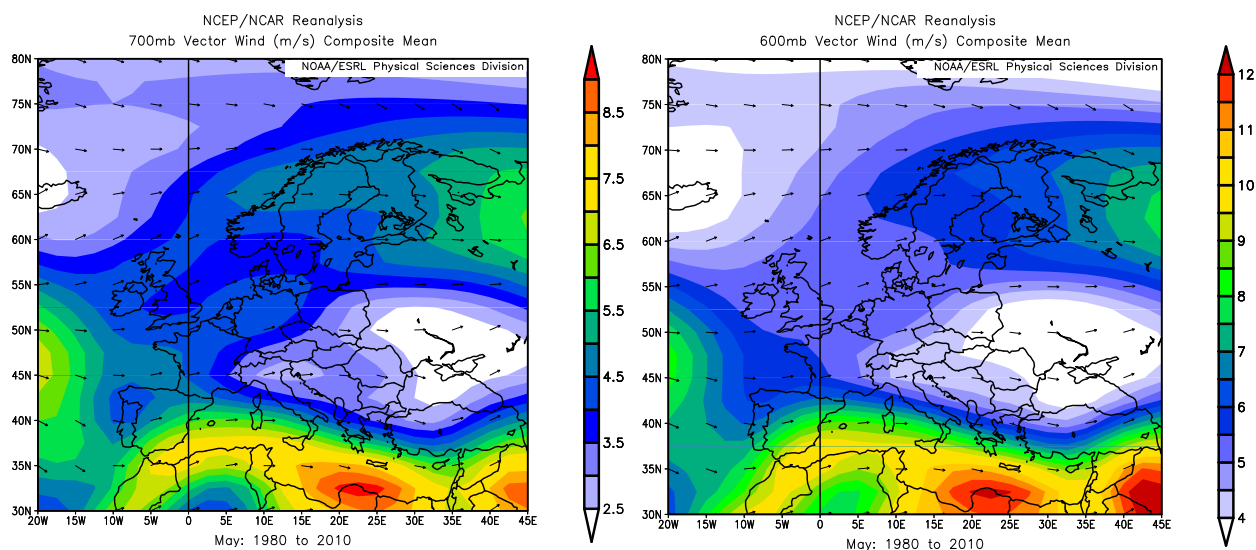 NCEP/NCAR Reanalysis
700mb Vector Wind (m/s) Composite Mean
NOAA/ESRL Physical Sciences Division
80N
75N
70N
65N
60N
55N
50N
45N
40N
35N
30N
20W 15W 10W 5W 0 5E 10E 15E 20E 25E 30E 35E 40E 45E
May: 1980 to 2010
8.5
7.5
6.5
5.5
4.5
3.5
2.5
NCEP/NCAR Reanalysis
600mb Vector Wind (m/s) Composite Mean
NOAA/ESRL Physical Sciences Division
80N
75N
70N
65N
60N
55N
50N
45N
40N
35N
30N
20W 15W 10W 5W 0 5E 10E 15E 20E 25E 30E 35E 40E 45E
May: 1980 to 2010
12
11
10
9
8
7
6
5
4